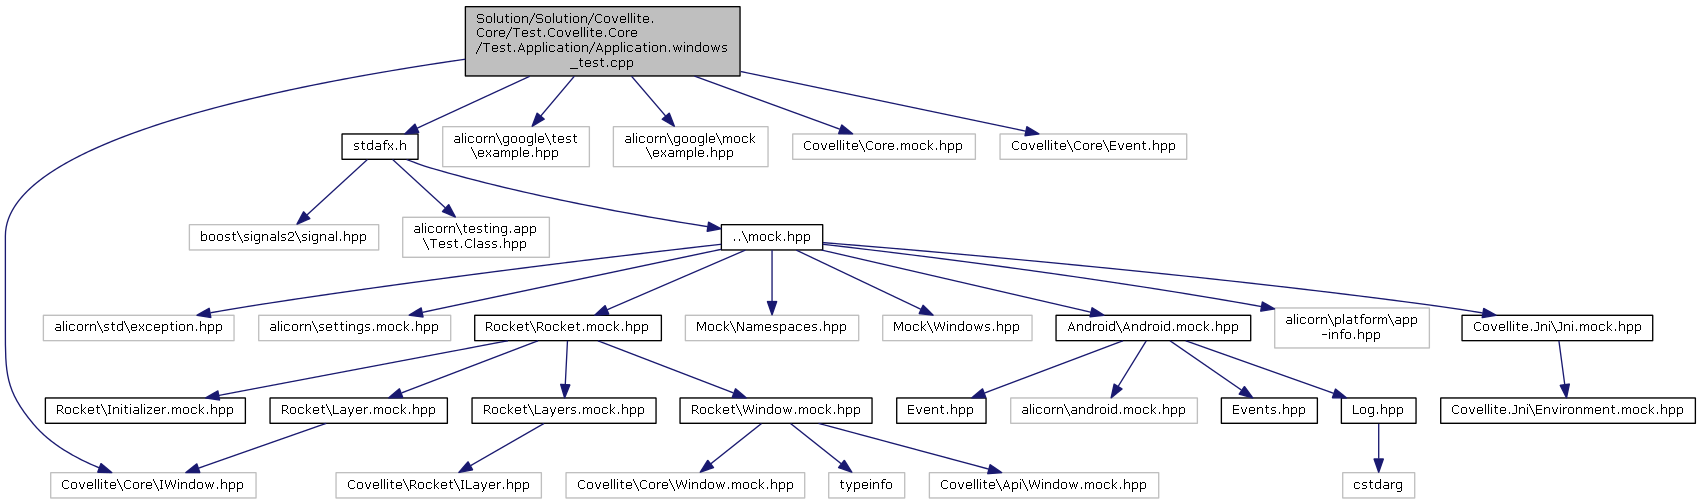 Solution/Solution/Covellite.
Core/Test.Covellite.Core
/Test.Application/Application.windows
_test.cpp
stdafx.h
alicorn\google\test
\example.hpp
alicorn\google\mock
\example.hpp
Covellite\Core.mock.hpp
Covellite\Core\Event.hpp
boost\signals2\signal.hpp
alicorn\testing.app
\Test.Class.hpp
..\mock.hpp
alicorn\std\exception.hpp
alicorn\settings.mock.hpp
Rocket\Rocket.mock.hpp
Mock\Namespaces.hpp
Mock\Windows.hpp
Android\Android.mock.hpp
alicorn\platform\app
-info.hpp
Covellite.Jni\Jni.mock.hpp
Rocket\Initializer.mock.hpp
Rocket\Layer.mock.hpp
Rocket\Layers.mock.hpp
Rocket\Window.mock.hpp
Event.hpp
alicorn\android.mock.hpp
Events.hpp
Log.hpp
Covellite.Jni\Environment.mock.hpp
Covellite\Core\IWindow.hpp
Covellite\Rocket\ILayer.hpp
Covellite\Core\Window.mock.hpp
typeinfo
Covellite\Api\Window.mock.hpp
cstdarg